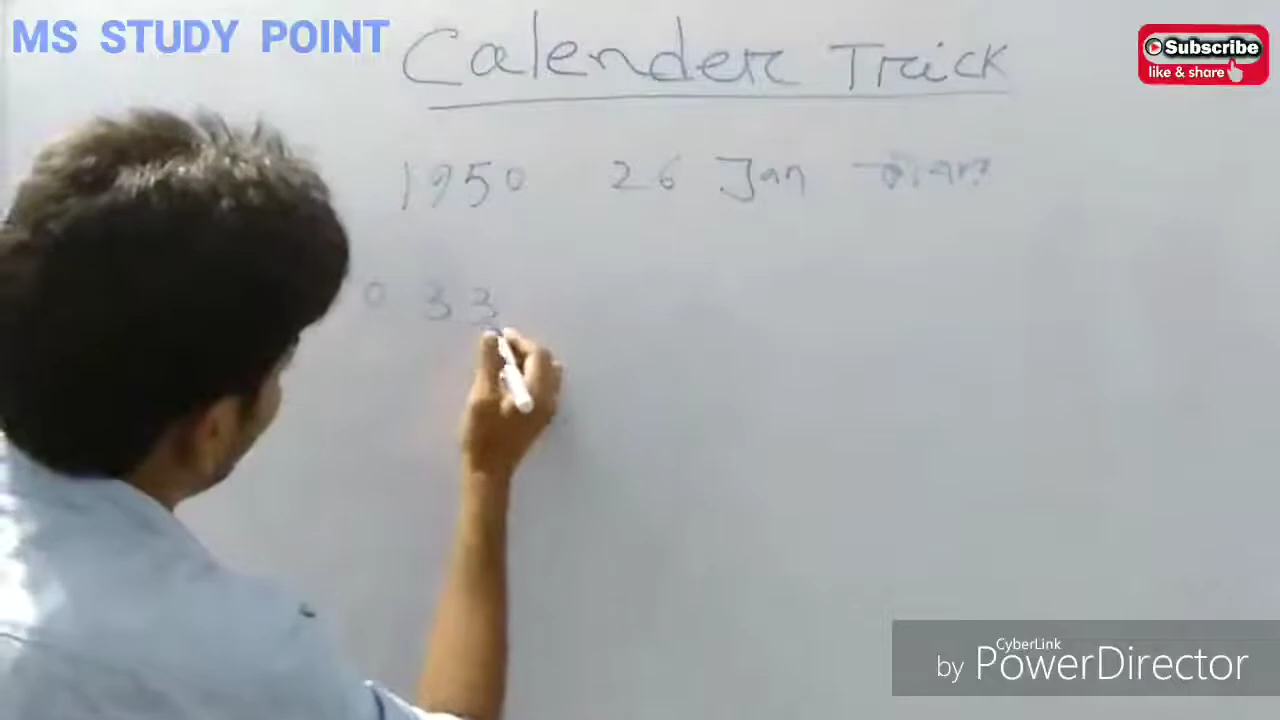 MS STUDY POINT
Calender Trick
Subscribe
like & share
1950 26 Jan
0 3 3
CyberLink
by PowerDirector